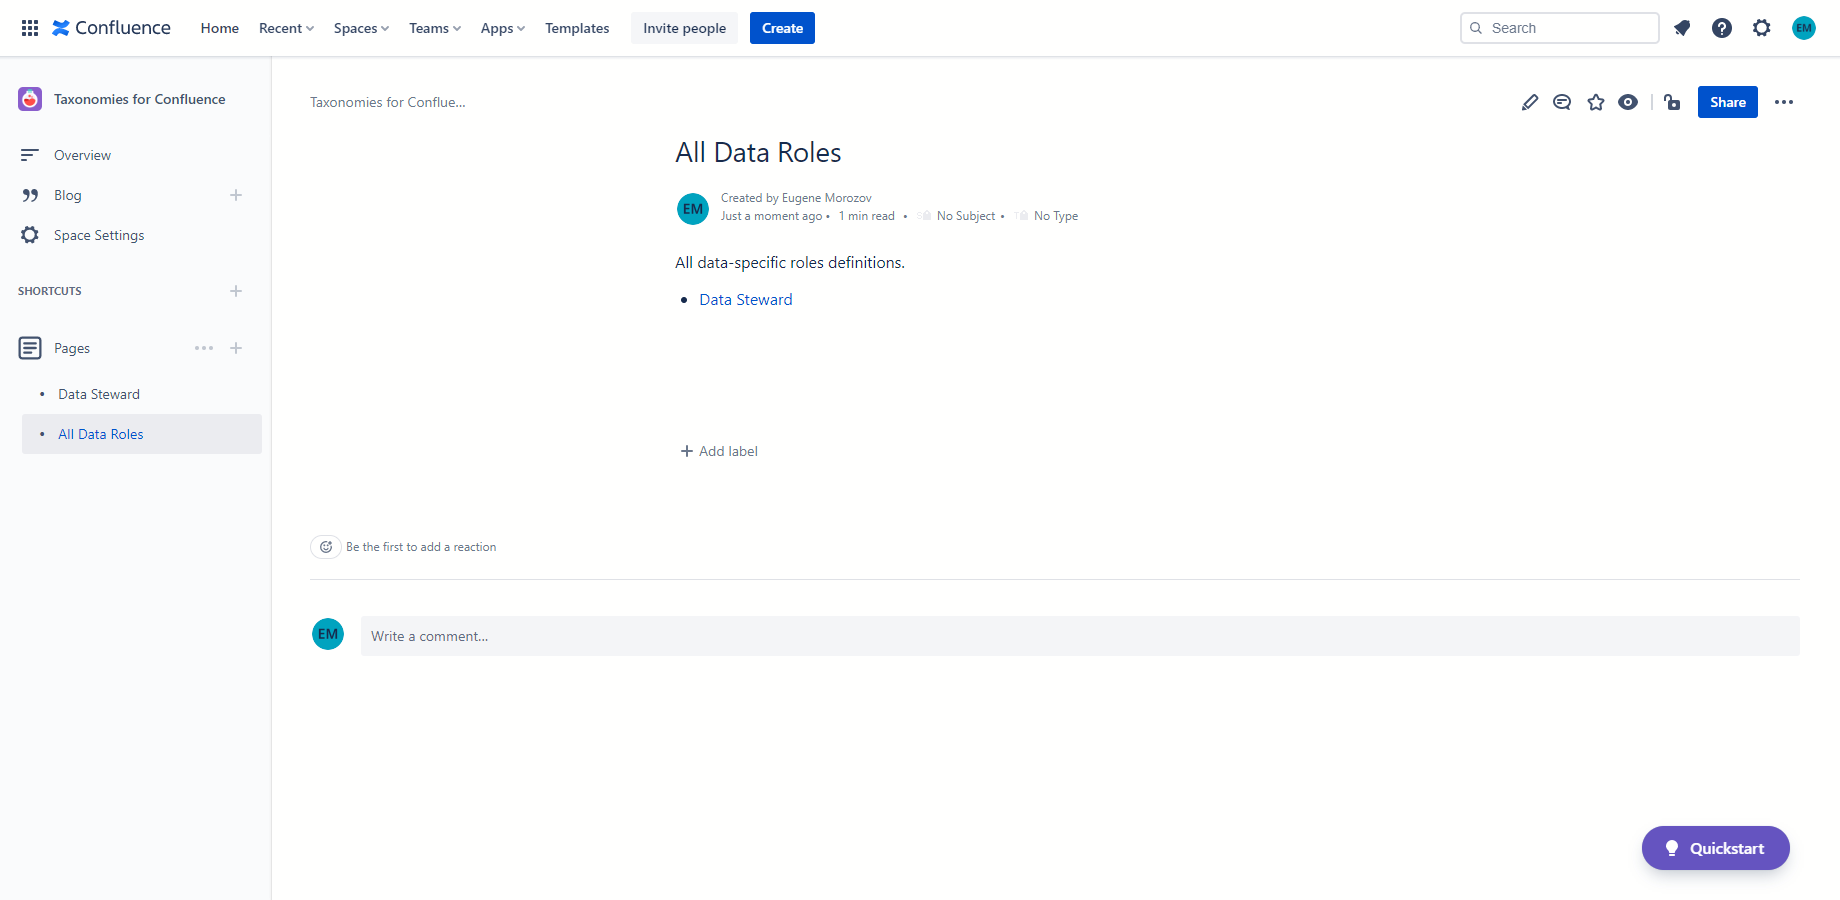 Confluence Home Recent Spaces Teams Apps Templates Invite people Create Search EM
Taxonomies for Confluence
Overview
Blog
Space Settings
SHORTCUTS
Pages
Data Steward
All Data Roles
Taxonomies for Conflue... Share
All Data Roles
EM
Created by Eugene Morozov
Just a moment ago • 1 min read • No Subject • No Type
All data-specific roles definitions.
• Data Steward
Add label
Be the first to add a reaction
EM Write a comment...
Quickstart